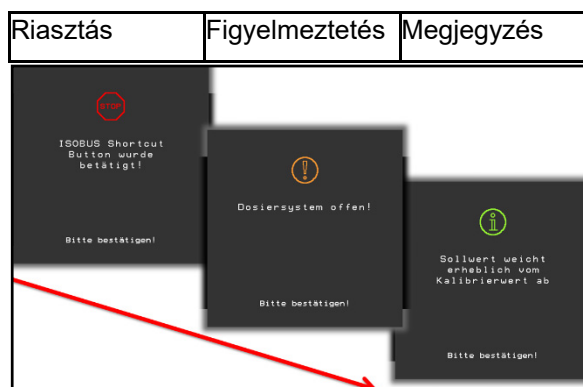 Riasztás Figyelmeztetés Megjegyzés
STOP
ISOBUS Shortcut
Button wurde
betätigt!
Bitte bestätigen!
Dosiersystem offen!
Bitte bestätigen!
Sollwert weicht
erheblich vom
Kalibrierwert ab
Bitte bestätigen!